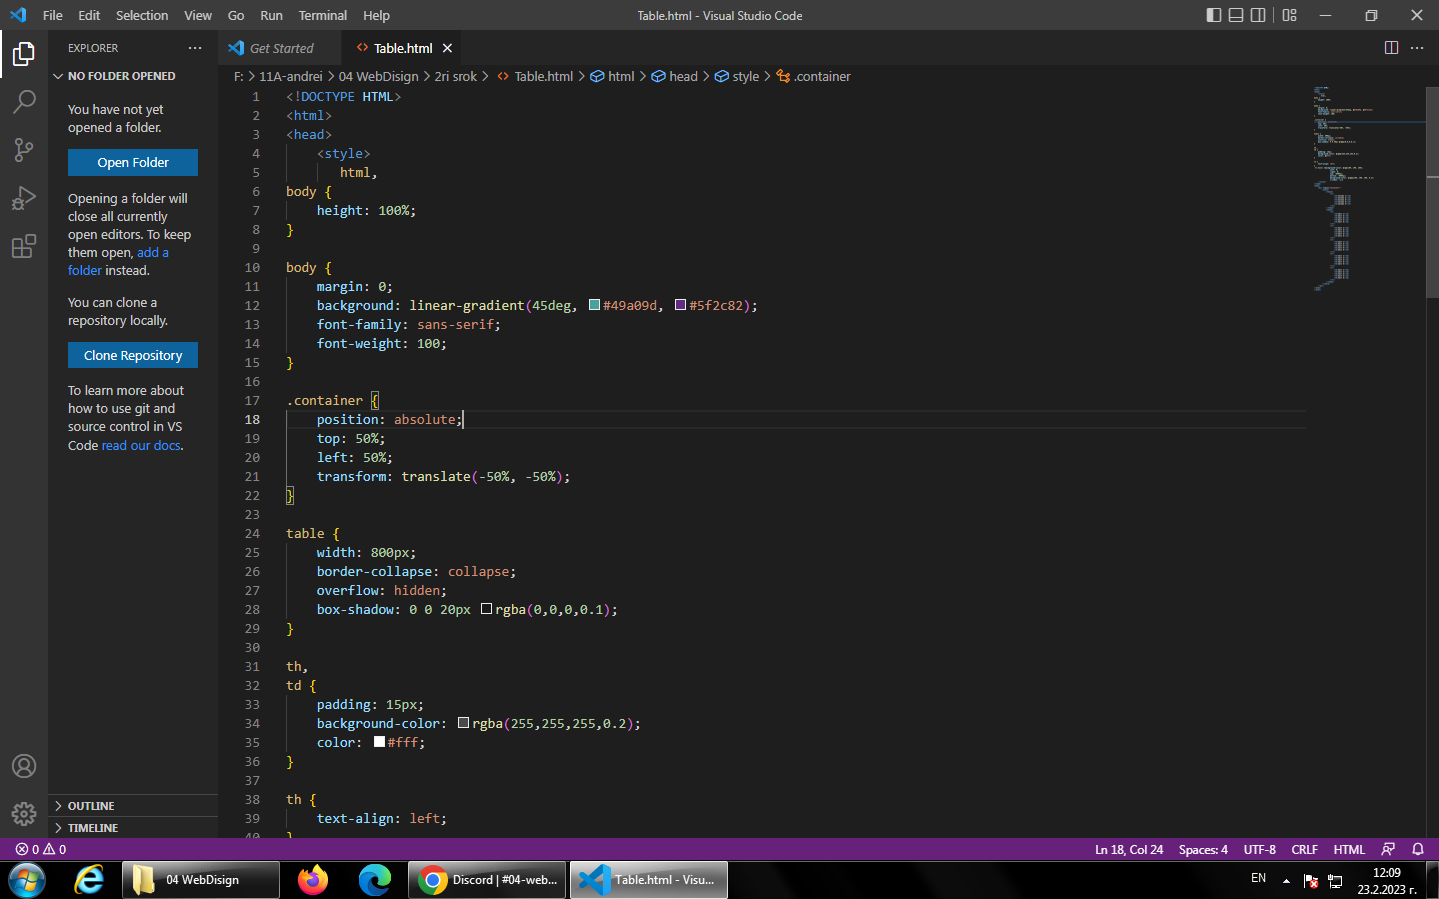 File Edit Selection View Go Run Terminal Help
Table.html - Visual Studio Code
EXPLORER
NO FOLDER OPENED
You have not yet
opened a folder.
Open Folder
Opening a folder will
close all currently
open editors. To keep
them open, add a
folder instead.
You can clone a
repository locally.
Clone Repository
To learn more about
how to use git and
source control in VS
Code read our docs.
OUTLINE
TIMELINE
Get Started
Table.html
F: > 11A-andrei > 04 WebDisign > 2ri srok > Table.html > html > head > style > .container
1 <!DOCTYPE HTML>
2 <html>
3 <head>
4 <style>
5 html,
6 body {
7 height: 100%;
8 }
9
10 body {
11 margin: 0;
12 background: linear-gradient(45deg, #49a09d, #5f2c82);
13 font-family: sans-serif;
14 font-weight: 100;
15 }
16
17 .container {
18 position: absolute;
19 top: 50%;
20 left: 50%;
21 transform: translate(-50%, -50%);
22 }
23
24 table {
25 width: 800px;
26 border-collapse: collapse;
27 overflow: hidden;
28 box-shadow: 0 0 20px rgba(0,0,0,0.1);
29 }
30
31 th,
32 td {
33 padding: 15px;
34 background-color: rgba(255,255,255,0.2);
35 color: #fff;
36 }
37
38 th {
39 text-align: left;
40 }
0 0
Ln 18, Col 24 Spaces: 4 UTF-8 CRLF HTML
04 WebDisign
Discord | #04-web...
Table.html - Visu...
EN
12:09
23.2.2023 г.